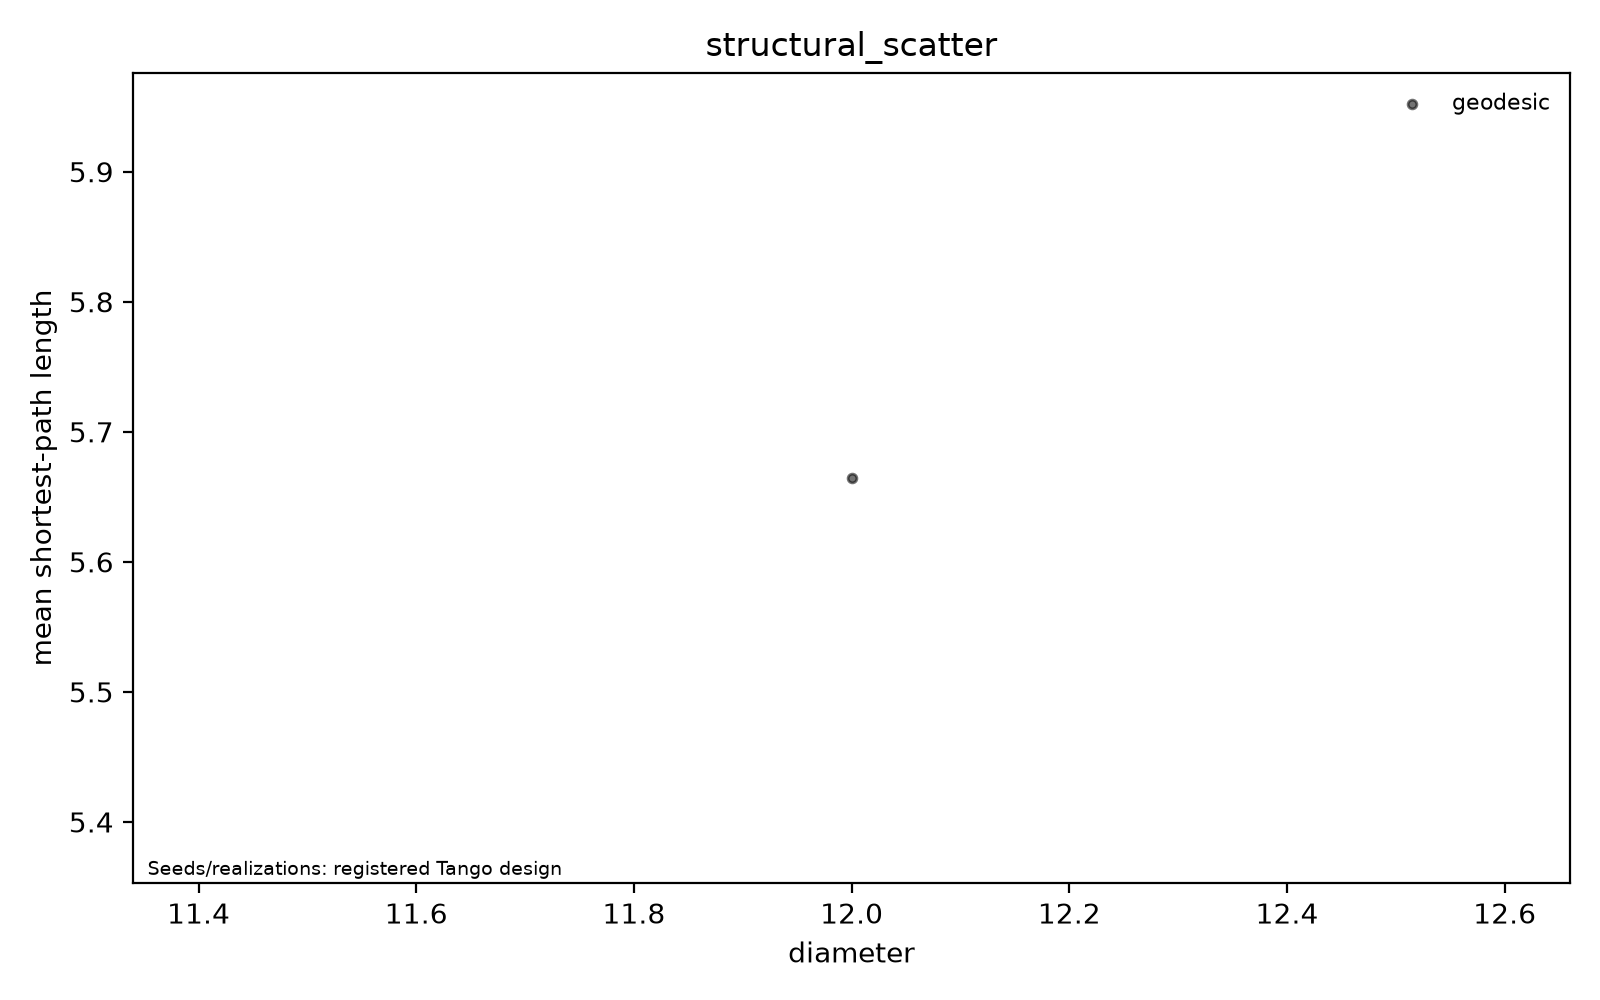 structural_scatter
geodesic
mean shortest-path length
5.9
5.8
5.7
5.6
5.5
5.4
Seeds/realizations: registered Tango design
11.4 11.6 11.8 12.0 12.2 12.4 12.6
diameter